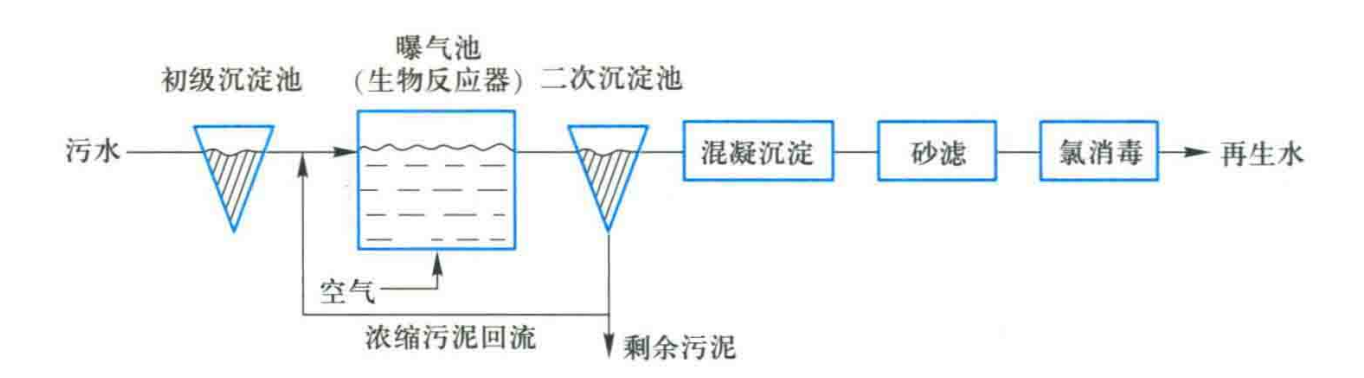 曝气池
初级沉淀池
(生物反应器)
二次沉淀池
污水
混凝沉淀
砂滤
氯消毒
再生水
空气
浓缩污泥回流
剩余污泥